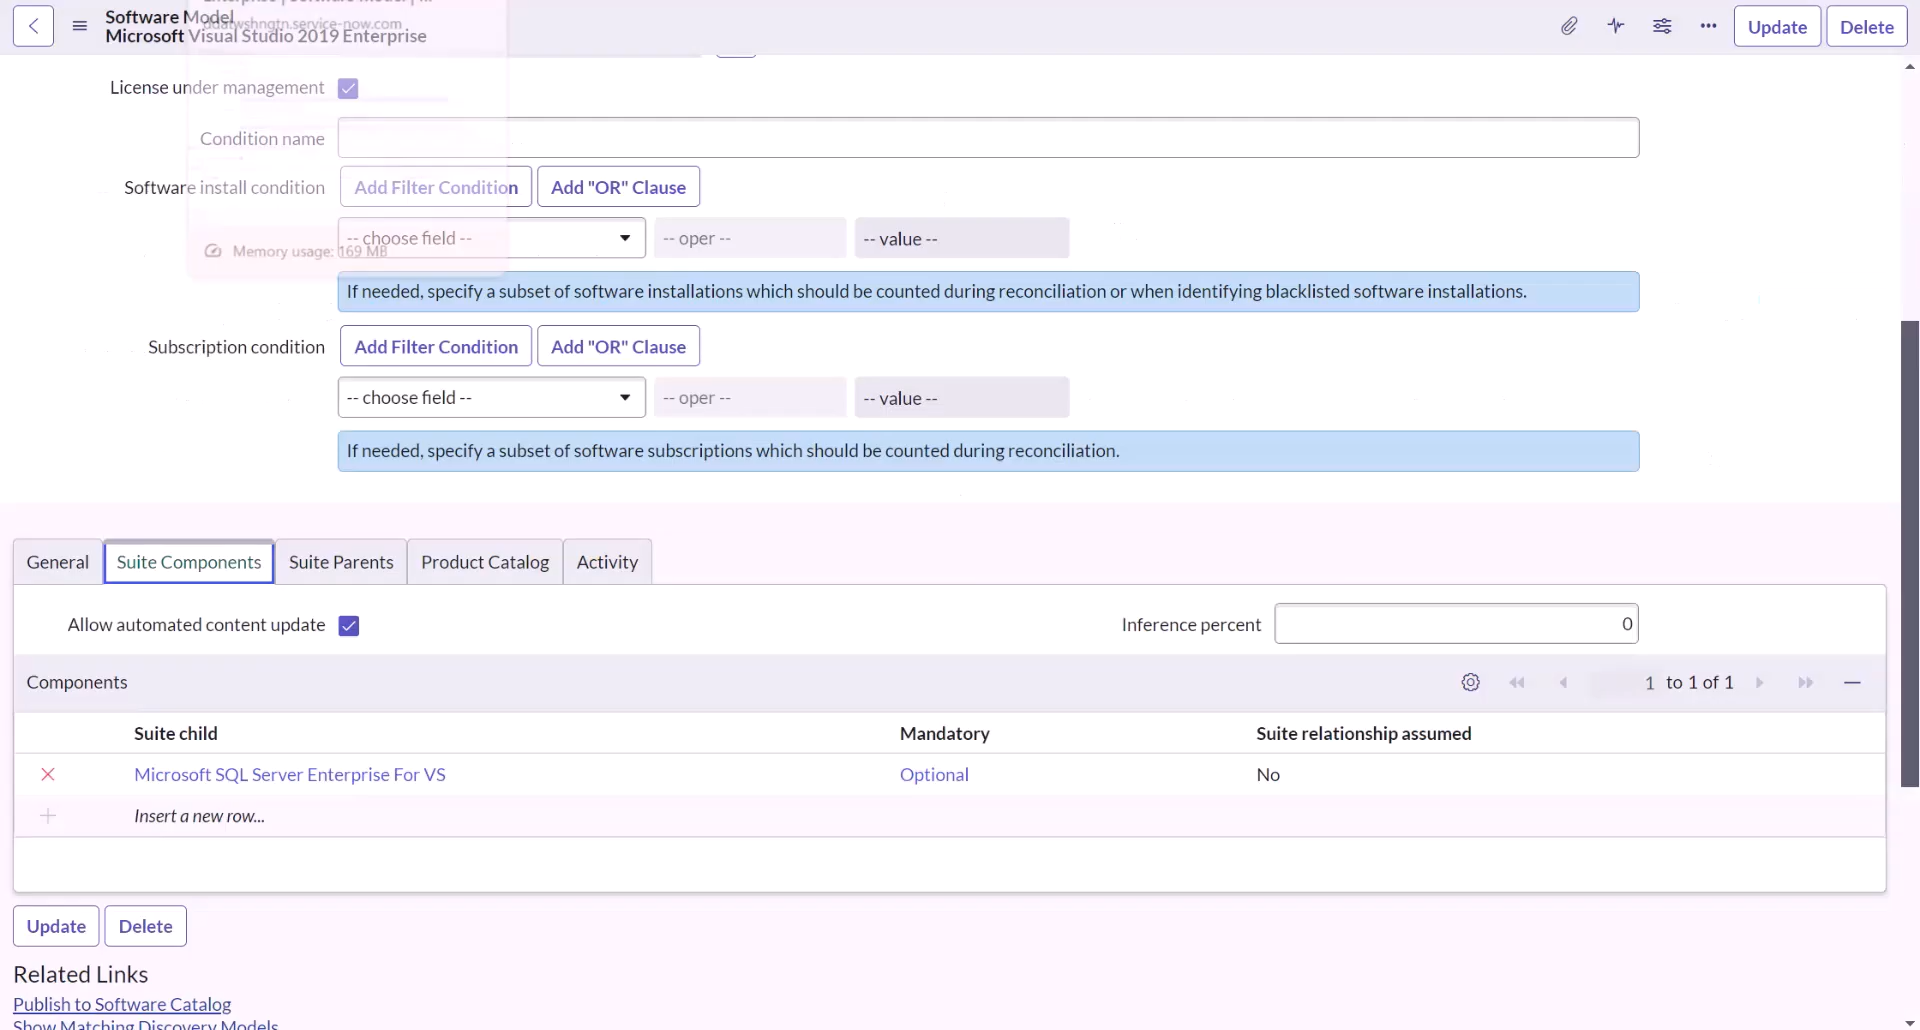 Software Model
Microsoft Visual Studio 2019 Enterprise
pdatwshngtn.service-now.com
Update
Delete
License under management
Condition name
Software install condition
Add Filter Condition
Add "OR" Clause
-- choose field --
-- oper --
-- value --
Memory usage: 169 MB
If needed, specify a subset of software installations which should be counted during reconciliation or when identifying blacklisted software installations.
Subscription condition
Add Filter Condition
Add "OR" Clause
-- choose field --
-- oper --
-- value --
If needed, specify a subset of software subscriptions which should be counted during reconciliation.
General
Suite Components
Suite Parents
Product Catalog
Activity
Allow automated content update
Inference percent
0
Components
1 to 1 of 1
Suite child
Mandatory
Suite relationship assumed
Microsoft SQL Server Enterprise For VS
Optional
No
Insert a new row...
Update
Delete
Related Links
Publish to Software Catalog
Show Matching Discovery Models